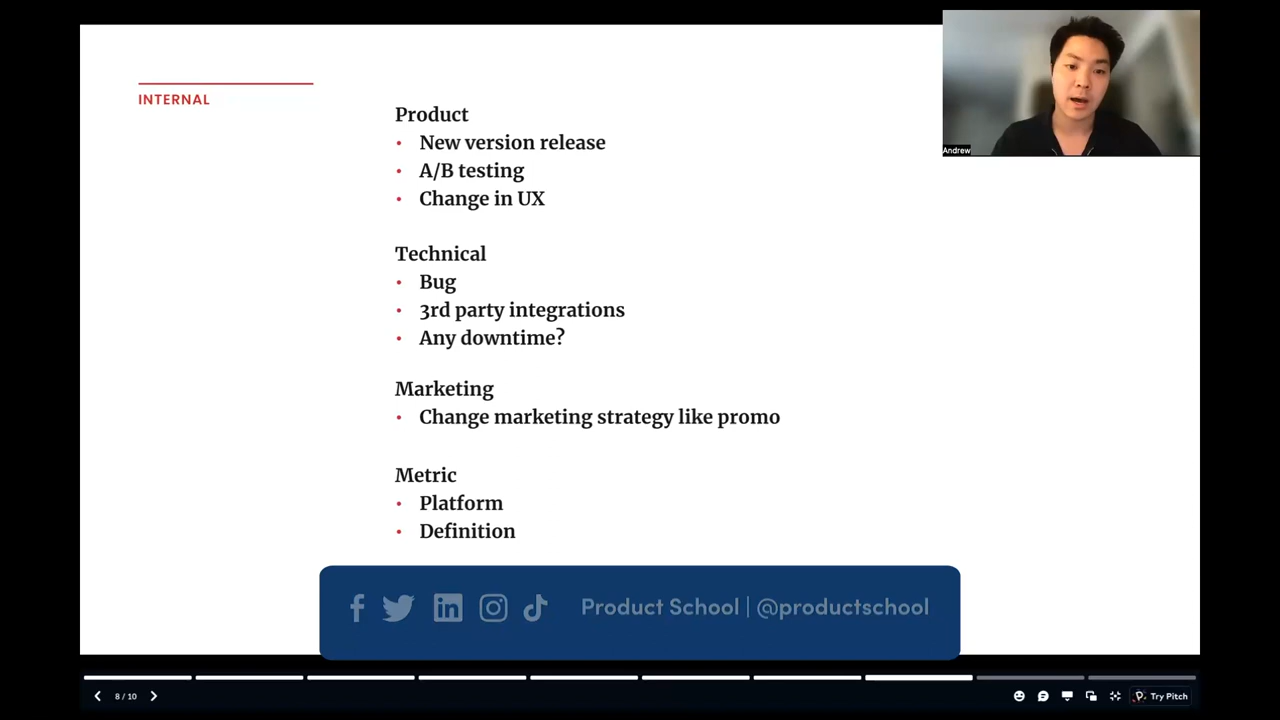 INTERNAL
Product
• New version release
• A/B testing
• Change in UX
Technical
• Bug
• 3rd party integrations
• Any downtime?
Marketing
• Change marketing strategy like promo
Metric
• Platform
• Definition
Andrew
Product School | @productschool
8 / 10
Try Pitch